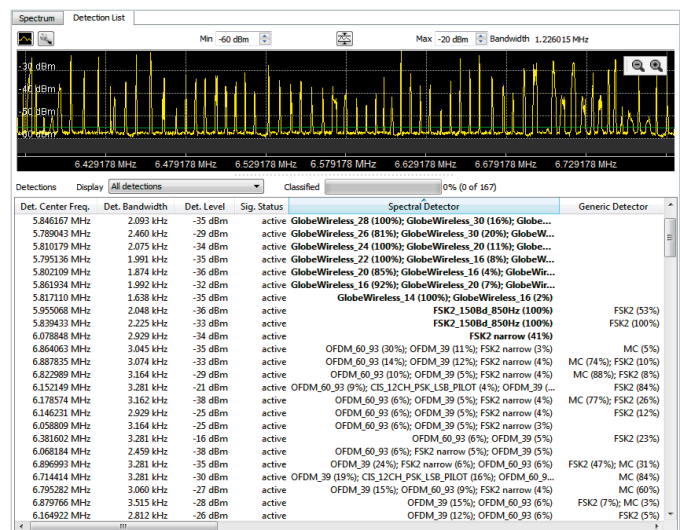 Spectrum Detection List
Min -60 dBm Max -20 dBm Bandwidth 1.226015 MHz
-30 dBm
-40 dBm
-50 dBm
-60 dBm
6.429178 MHz 6.479178 MHz 6.529178 MHz 6.579178 MHz 6.629178 MHz 6.679178 MHz 6.729178 MHz
Detections Display All detections Classified 0% (0 of 167)
Det. Center Freq. Det. Bandwidth Det. Level Sig. Status Spectral Detector Generic Detector
5.846167 MHz 2.093 kHz -35 dBm active GlobeWireless_28 (100%); GlobeWireless_30 (16%); Globe...
5.789043 MHz 2.460 kHz -29 dBm active GlobeWireless_26 (81%); GlobeWireless_30 (20%); GlobeW...
5.810179 MHz 2.075 kHz -34 dBm active GlobeWireless_24 (100%); GlobeWireless_20 (11%); Globe...
5.795136 MHz 1.991 kHz -35 dBm active GlobeWireless_22 (100%); GlobeWireless_16 (8%); GlobeW...
5.802109 MHz 1.874 kHz -36 dBm active GlobeWireless_20 (85%); GlobeWireless_16 (4%); GlobeWir...
5.861934 MHz 1.992 kHz -32 dBm active GlobeWireless_16 (92%); GlobeWireless_20 (7%); GlobeWir...
5.817110 MHz 1.638 kHz -35 dBm active GlobeWireless_14 (100%); GlobeWireless_16 (2%)
5.955068 MHz 2.048 kHz -36 dBm active FSK2_150Bd_850Hz (100%) FSK2 (53%)
5.839433 MHz 2.225 kHz -33 dBm active FSK2_150Bd_850Hz (100%) FSK2 (100%)
6.078848 MHz 2.929 kHz -34 dBm active FSK2 narrow (41%)
6.864063 MHz 3.045 kHz -35 dBm active OFDM_60_93 (30%); OFDM_39 (11%); FSK2 narrow (3%) MC (5%)
6.887835 MHz 3.074 kHz -33 dBm active OFDM_60_93 (14%); OFDM_39 (12%); FSK2 narrow (4%) MC (74%); FSK2 (10%)
6.822989 MHz 3.164 kHz -29 dBm active OFDM_60_93 (10%); OFDM_39 (5%); FSK2 narrow (4%) MC (88%); FSK2 (8%)
6.152149 MHz 3.281 kHz -21 dBm active OFDM_60_93 (9%); CIS_12CH_PSK_LSB_PILOT (4%); OFDM_39 (... FSK2 (84%)
6.178574 MHz 3.162 kHz -38 dBm active OFDM_60_93 (6%); OFDM_39 (5%); FSK2 narrow (4%) MC (77%); FSK2 (26%)
6.146231 MHz 2.929 kHz -25 dBm active OFDM_60_93 (6%); OFDM_39 (5%); FSK2 narrow (4%) FSK2 (12%)
6.058809 MHz 3.164 kHz -25 dBm active OFDM_60_93 (6%); OFDM_39 (5%); FSK2 narrow (3%)
6.381602 MHz 3.281 kHz -16 dBm active OFDM_60_93 (6%); OFDM_39 (5%) FSK2 (23%)
6.068184 MHz 2.459 kHz -38 dBm active OFDM_60_93 (6%); FSK2 narrow (5%); OFDM_39 (5%)
6.896993 MHz 3.281 kHz -35 dBm active OFDM_39 (24%); FSK2 narrow (6%); OFDM_60_93 (6%) FSK2 (47%); MC (31%)
6.714414 MHz 3.281 kHz -30 dBm active OFDM_39 (19%); CIS_12CH_PSK_LSB_PILOT (16%); OFDM_60_9... MC (84%)
6.795282 MHz 3.060 kHz -27 dBm active OFDM_39 (15%); OFDM_60_93 (9%); FSK2 narrow (4%) MC (60%)
6.879766 MHz 3.515 kHz -28 dBm active OFDM_39 (15%); OFDM_60_93 (6%) FSK2 (7%); MC (3%)
6.164922 MHz 2.812 kHz -26 dBm active OFDM_39 (12%); OFDM_60_93 (6%) FSK2 (5%)